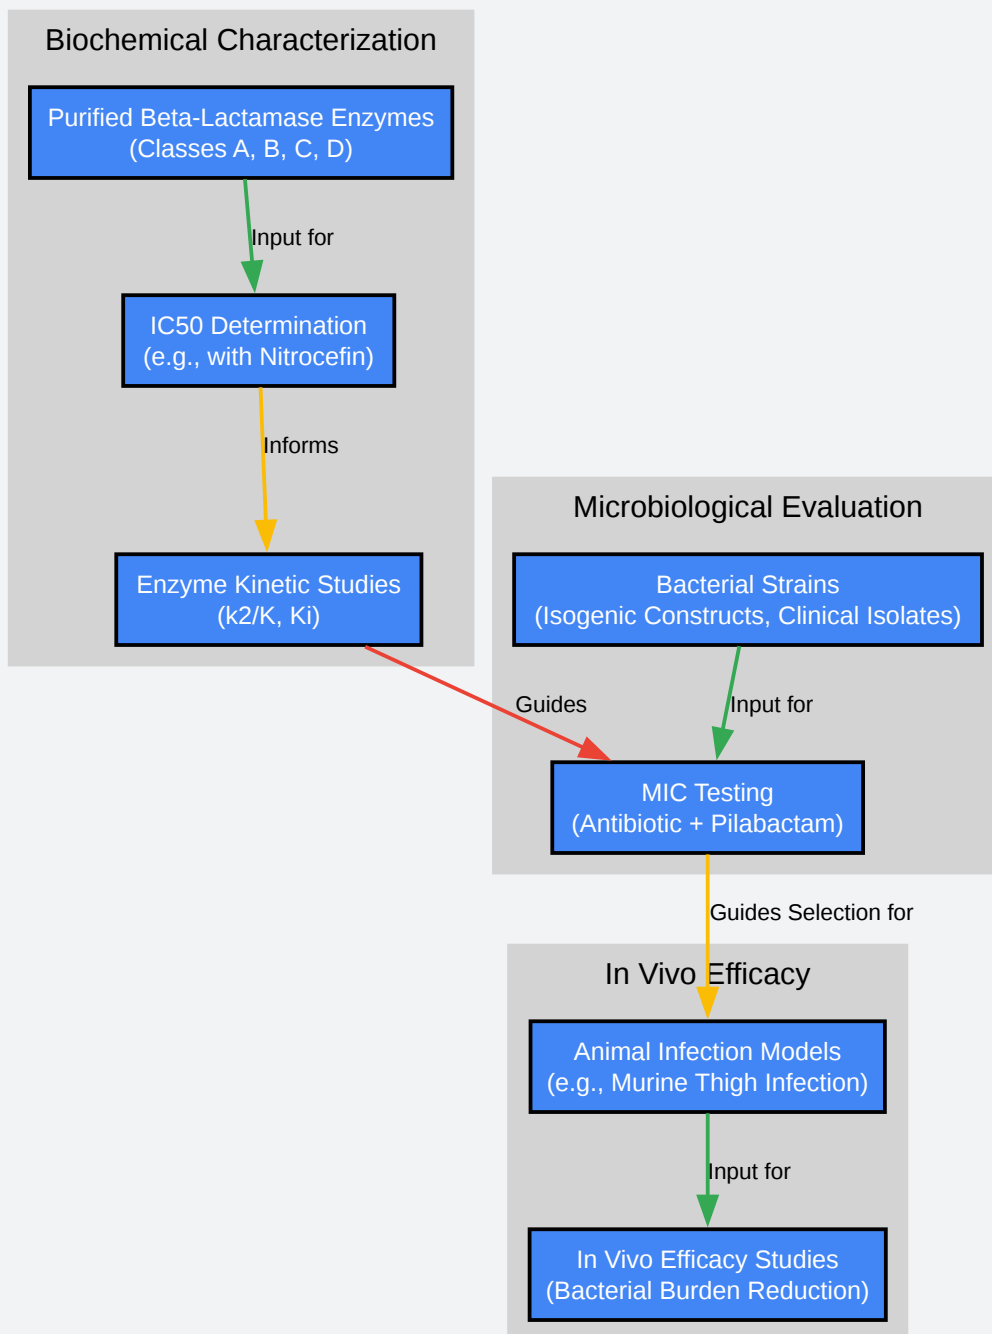 Biochemical Characterization
Purified Beta-Lactamase Enzymes
(Classes A, B, C, D)
Input for
IC50 Determination
(e.g., with Nitrocefin)
Informs
Enzyme Kinetic Studies
(k2/K, Ki)
Microbiological Evaluation
Bacterial Strains
(Isogenic Constructs, Clinical Isolates)
Guides
Input for
MIC Testing
(Antibiotic + Pilabactam)
Guides Selection for
In Vivo Efficacy
Animal Infection Models
(e.g., Murine Thigh Infection)
Input for
In Vivo Efficacy Studies
(Bacterial Burden Reduction)